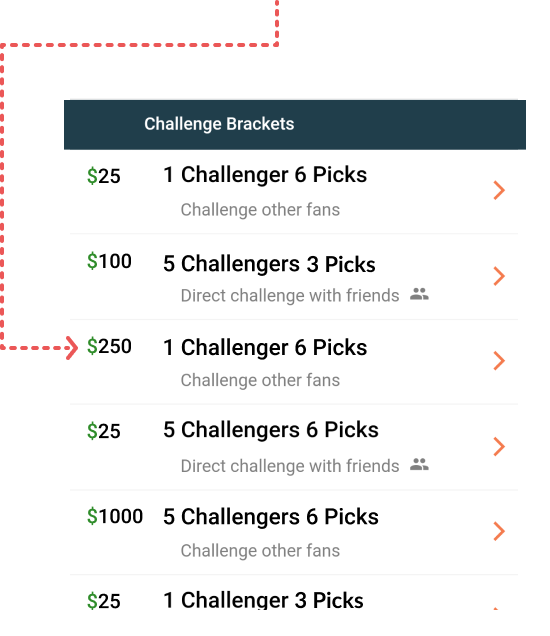 Challenge Brackets
$25 1 Challenger 6 Picks
Challenge other fans
$100 5 Challengers 3 Picks
Direct challenge with friends
$250 1 Challenger 6 Picks
Challenge other fans
$25 5 Challengers 6 Picks
Direct challenge with friends
$1000 5 Challengers 6 Picks
Challenge other fans
$25 1 Challenger 3 Picks